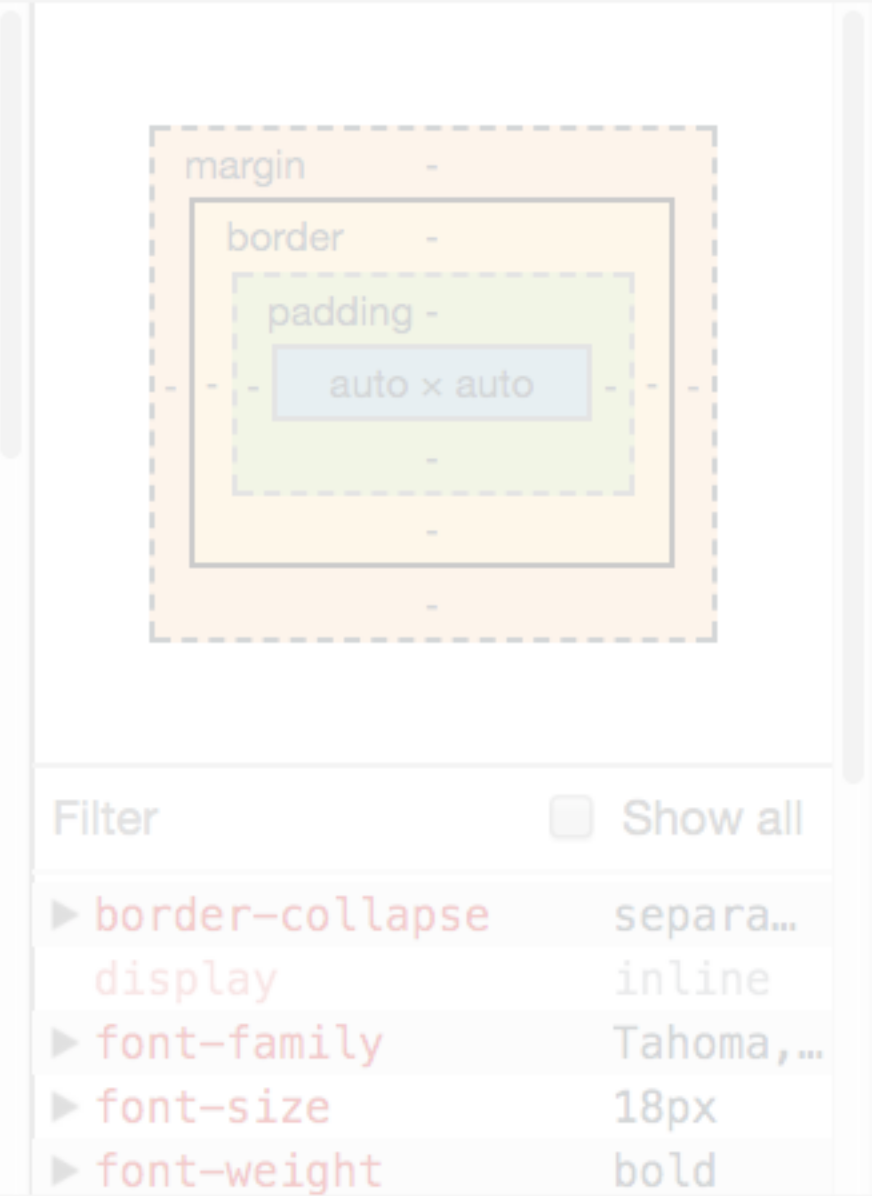 margin -
border -
padding -
- - - auto × auto - - -
-
-
-
Filter Show all
border-collapse separa…
display inline
font-family Tahoma,…
font-size 18px
font-weight bold